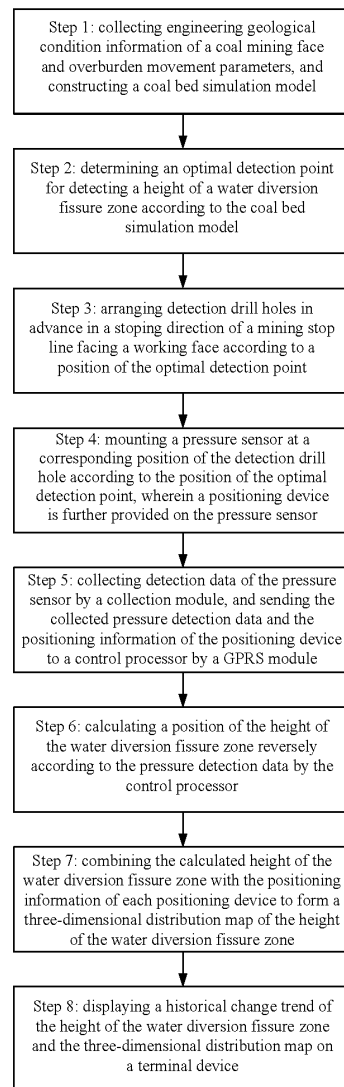 Step 1: collecting engineering geological
condition information of a coal mining face
and overburden movement parameters, and
constructing a coal bed simulation model
Step 2: determining an optimal detection point
for detecting a height of a water diversion
fissure zone according to the coal bed
simulation model
Step 3: arranging detection drill holes in
advance in a stoping direction of a mining stop
line facing a working face according to a
position of the optimal detection point
Step 4: mounting a pressure sensor at a
corresponding position of the detection drill
hole according to the position of the optimal
detection point, wherein a positioning device
is further provided on the pressure sensor
Step 5: collecting detection data of the pressure
sensor by a collection module, and sending the
collected pressure detection data and the
positioning information of the positioning device
to a control processor by a GPRS module
Step 6: calculating a position of the height of
the water diversion fissure zone reversely
according to the pressure detection data by the
control processor
Step 7: combining the calculated height of the
water diversion fissure zone with the positioning
information of each positioning device to form a
three-dimensional distribution map of the height
of the water diversion fissure zone
Step 8: displaying a historical change trend of
the height of the water diversion fissure zone
and the three-dimensional distribution map on
a terminal device